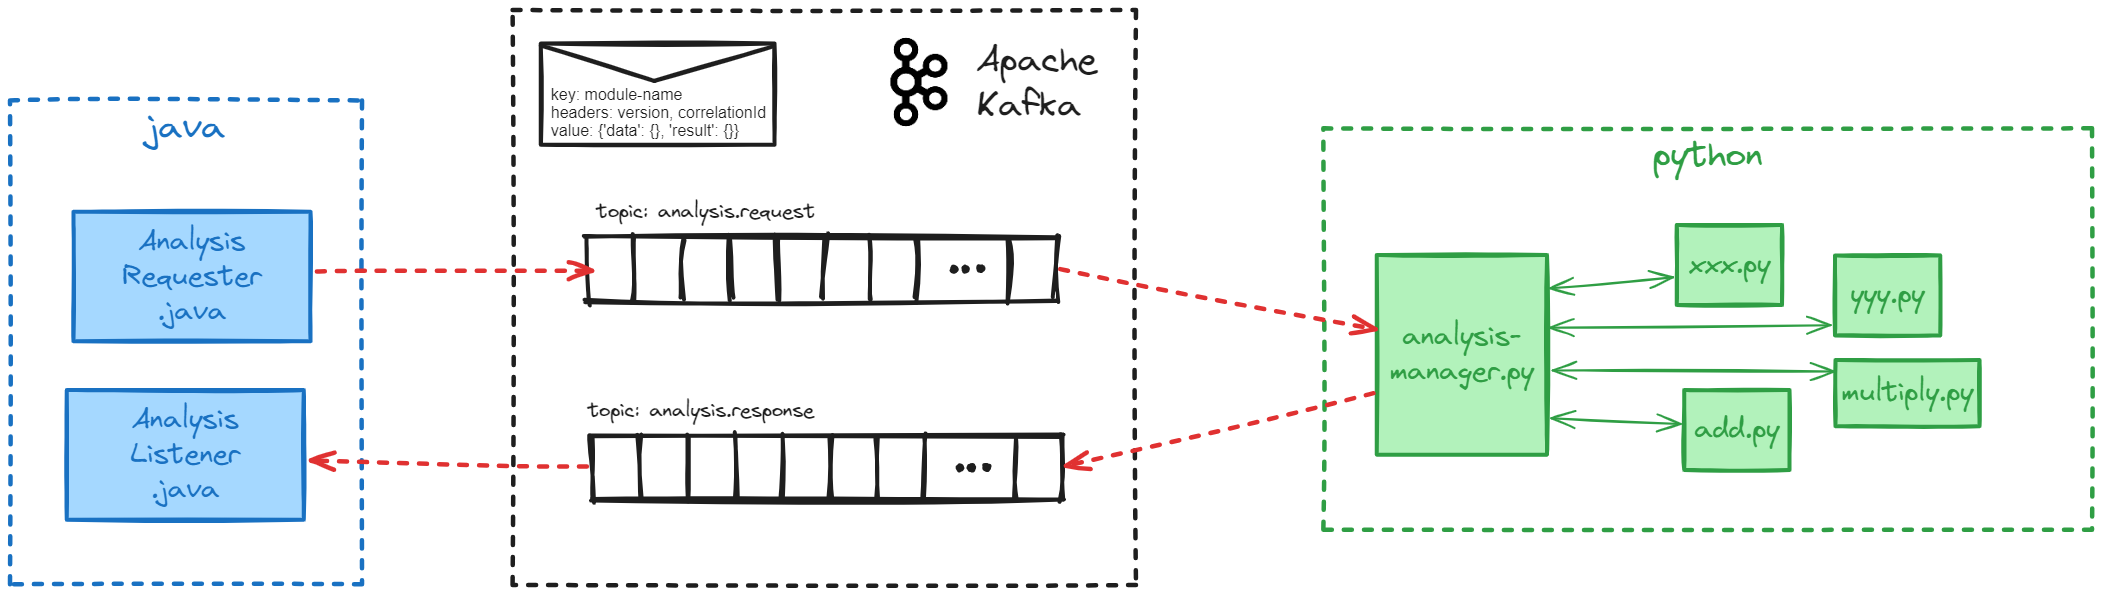 java
Analysis
Requester
.java
Analysis
Listener
.java
key: module-name
headers: version, correlationId
value: {'data': {}, 'result': {}}
Apache
Kafka
topic: analysis.request
topic: analysis.response
python
analysis-
manager.py
xxx.py
yyy.py
multiply.py
add.py